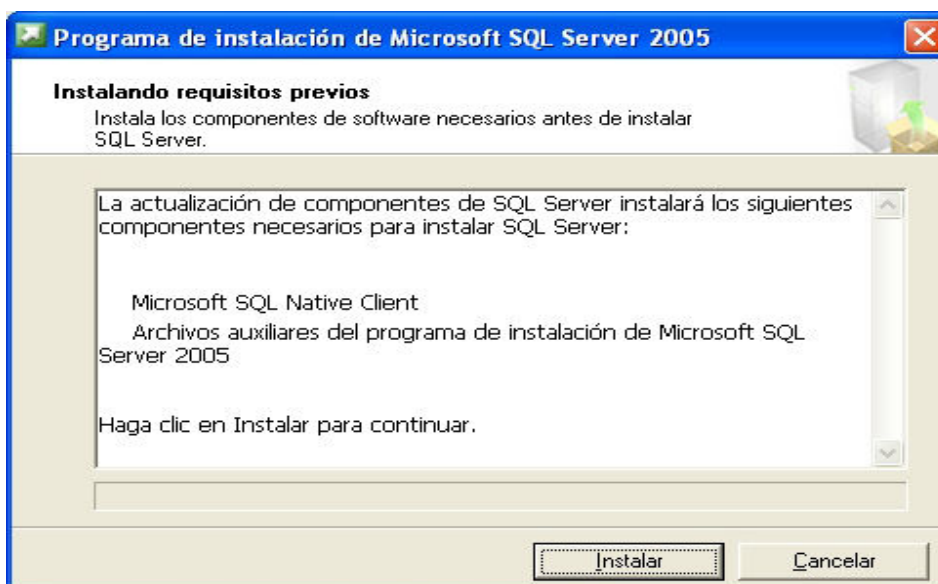 Programa de instalación de Microsoft SQL Server 2005
Instalando requisitos previos
Instala los componentes de software necesarios antes de instalar
SQL Server.
La actualización de componentes de SQL Server instalará los siguientes
componentes necesarios para instalar SQL Server:
Microsoft SQL Native Client
Archivos auxiliares del programa de instalación de Microsoft SQL
Server 2005
Haga clic en Instalar para continuar.
Instalar
Cancelar